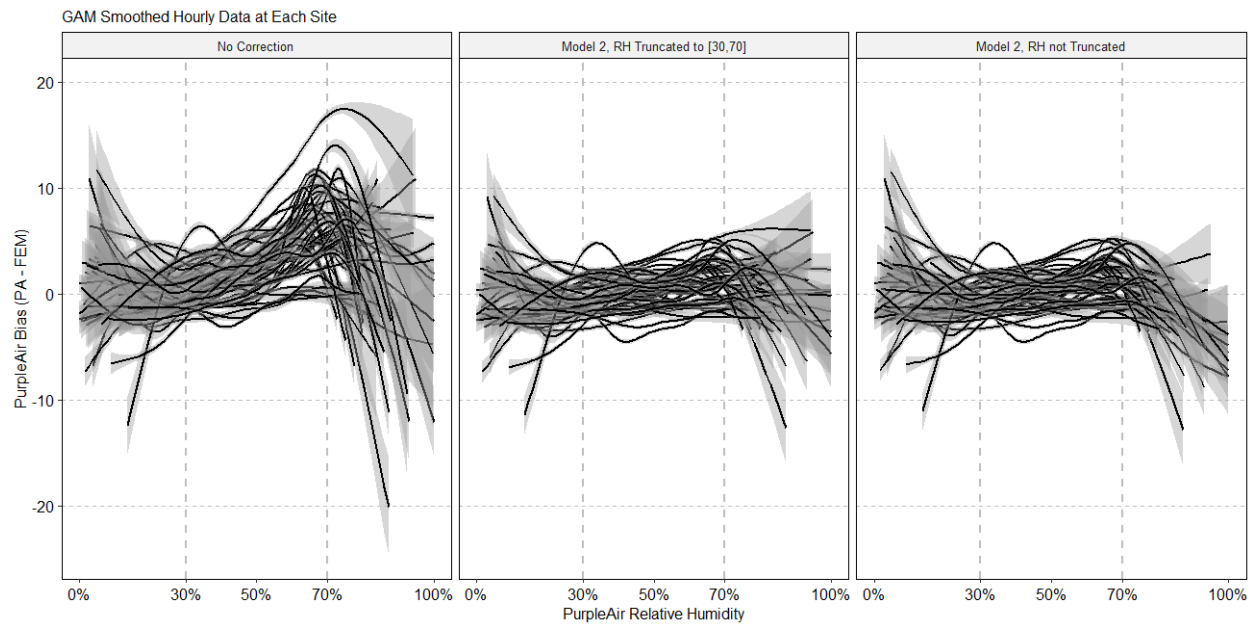 GAM Smoothed Hourly Data at Each Site
No Correction
Model 2, RH Truncated to [30,70]
Model 2, RH not Truncated
PurpleAir Bias (PA - FEM)
20
10
0
-10
-20
0% 30% 50% 70% 100%
0% 30% 50% 70% 100%
0% 30% 50% 70% 100%
PurpleAir Relative Humidity